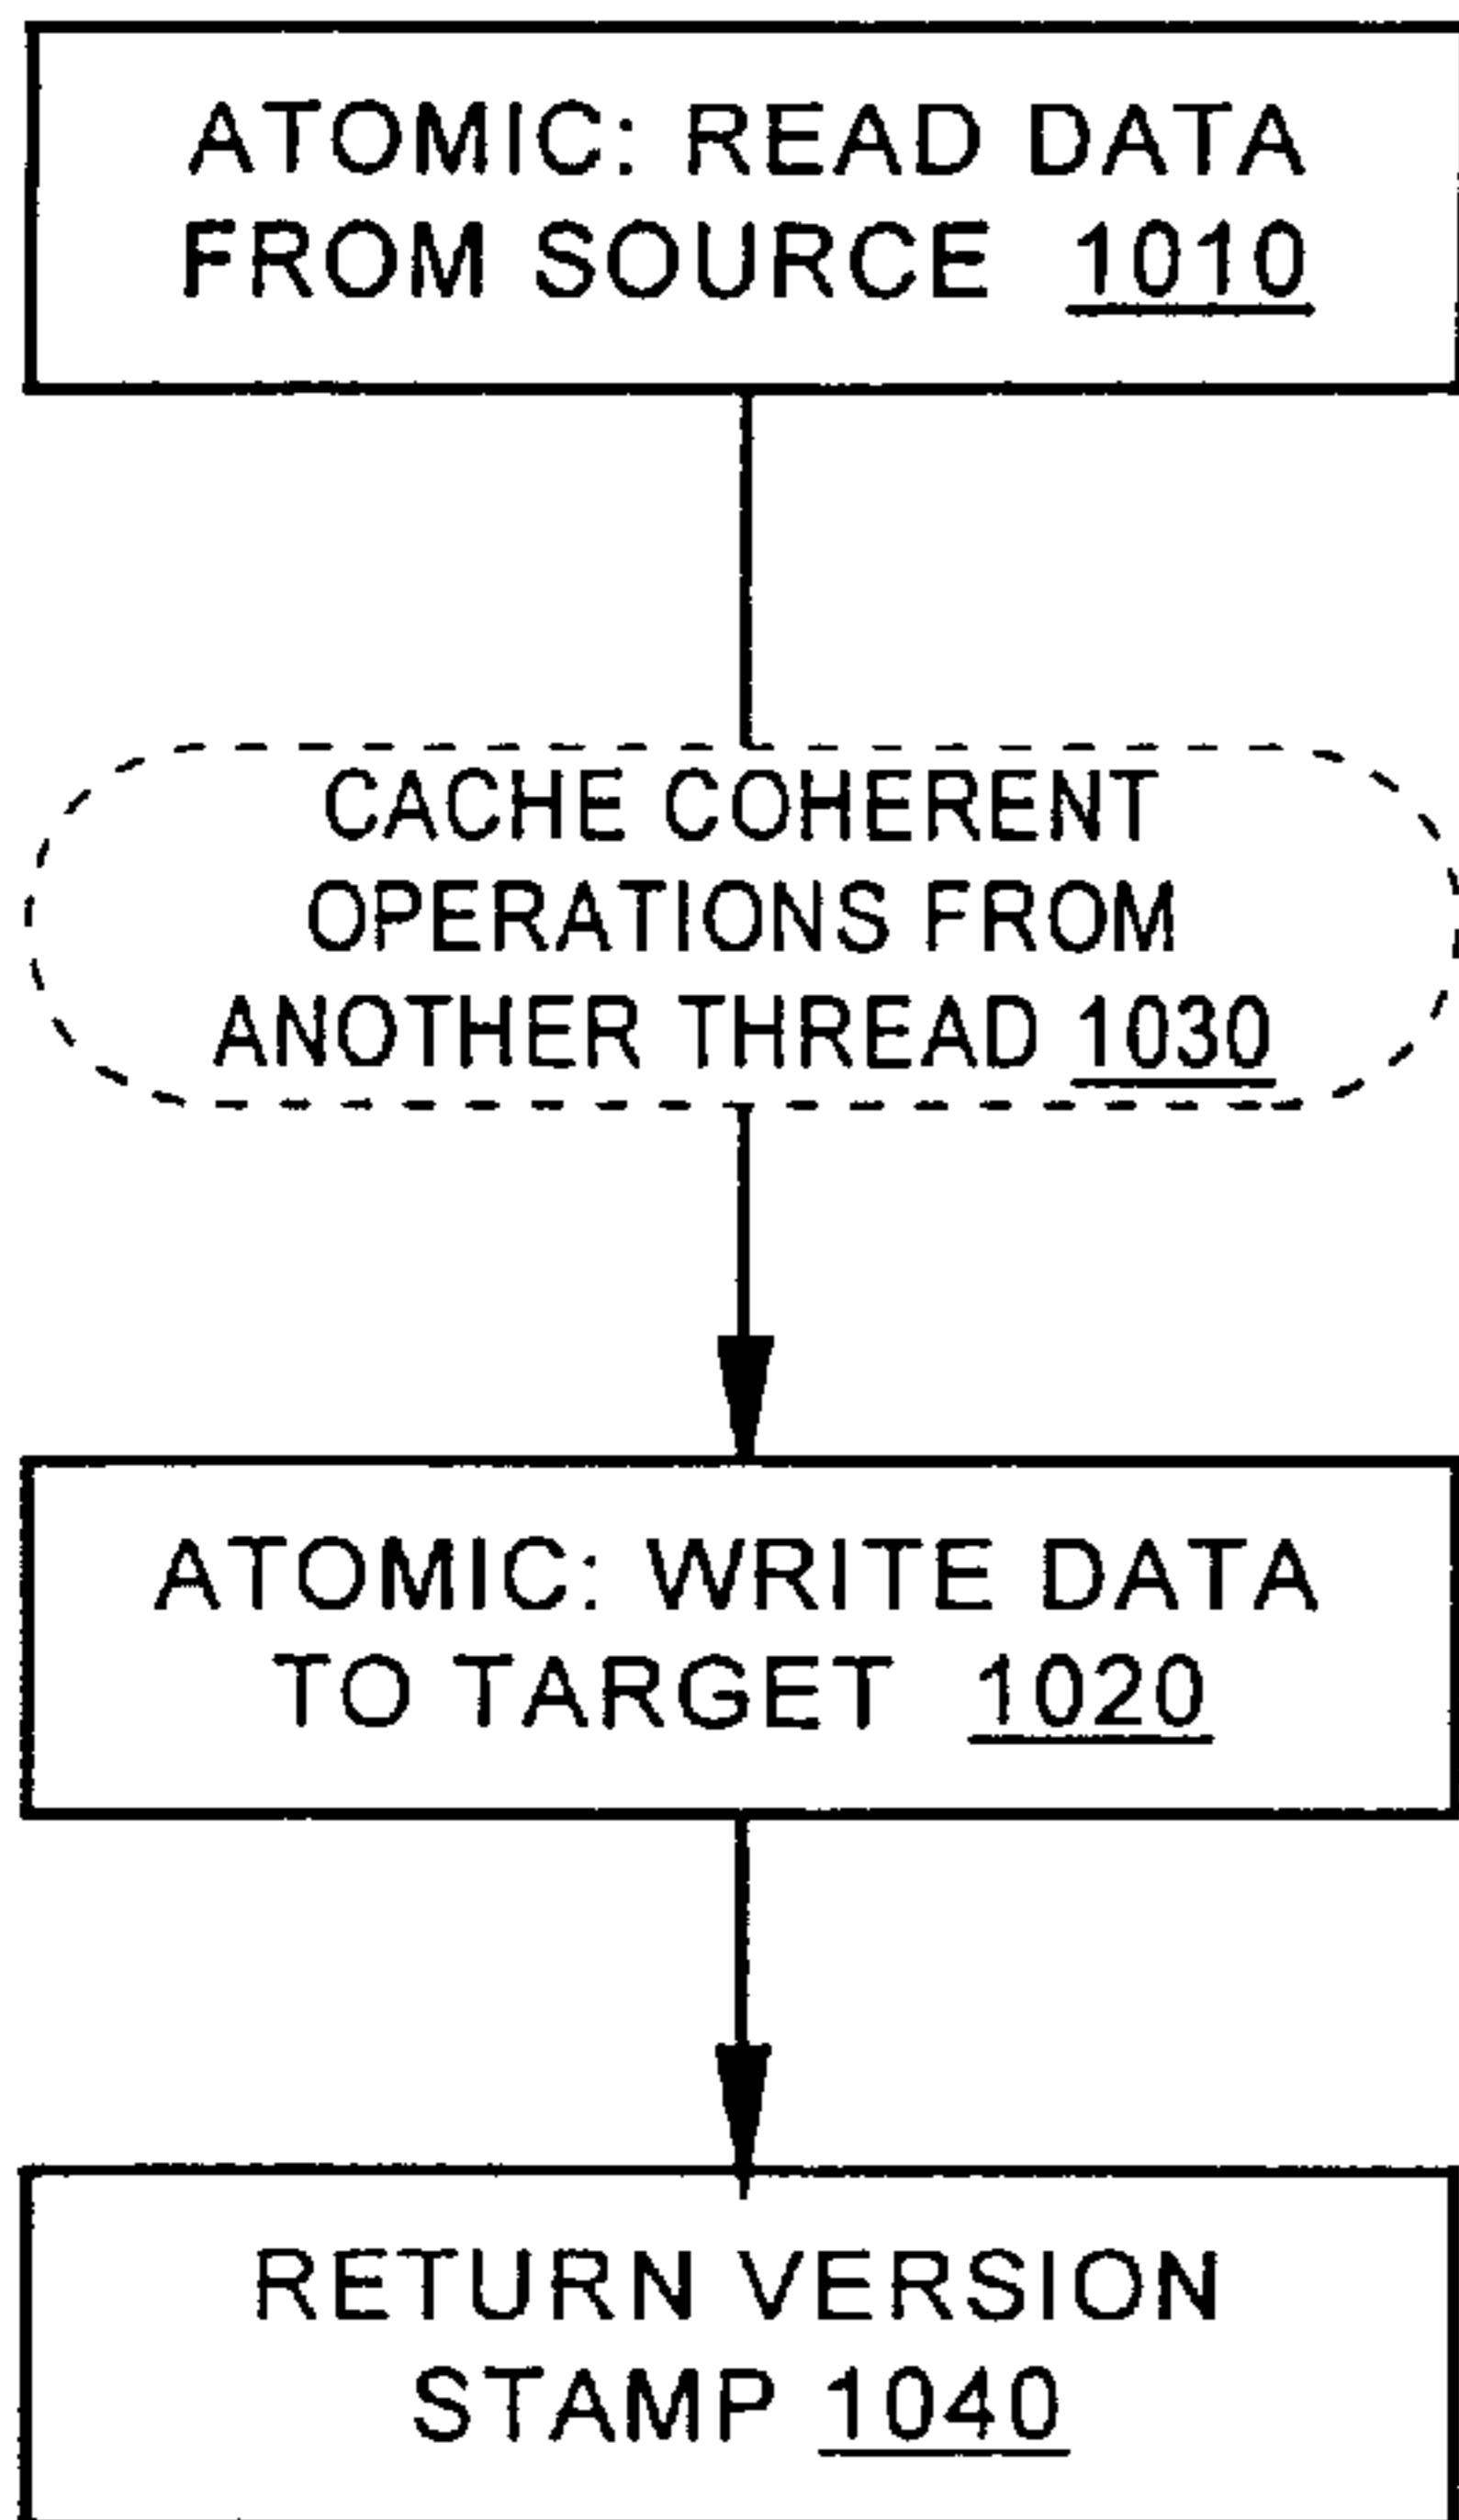 ATOMIC: READ DATA
FROM SOURCE 1010
CACHE COHERENT
OPERATIONS FROM
ANOTHER THREAD 1030
ATOMIC: WRITE DATA
TO TARGET 1020
RETURN VERSION
STAMP 1040